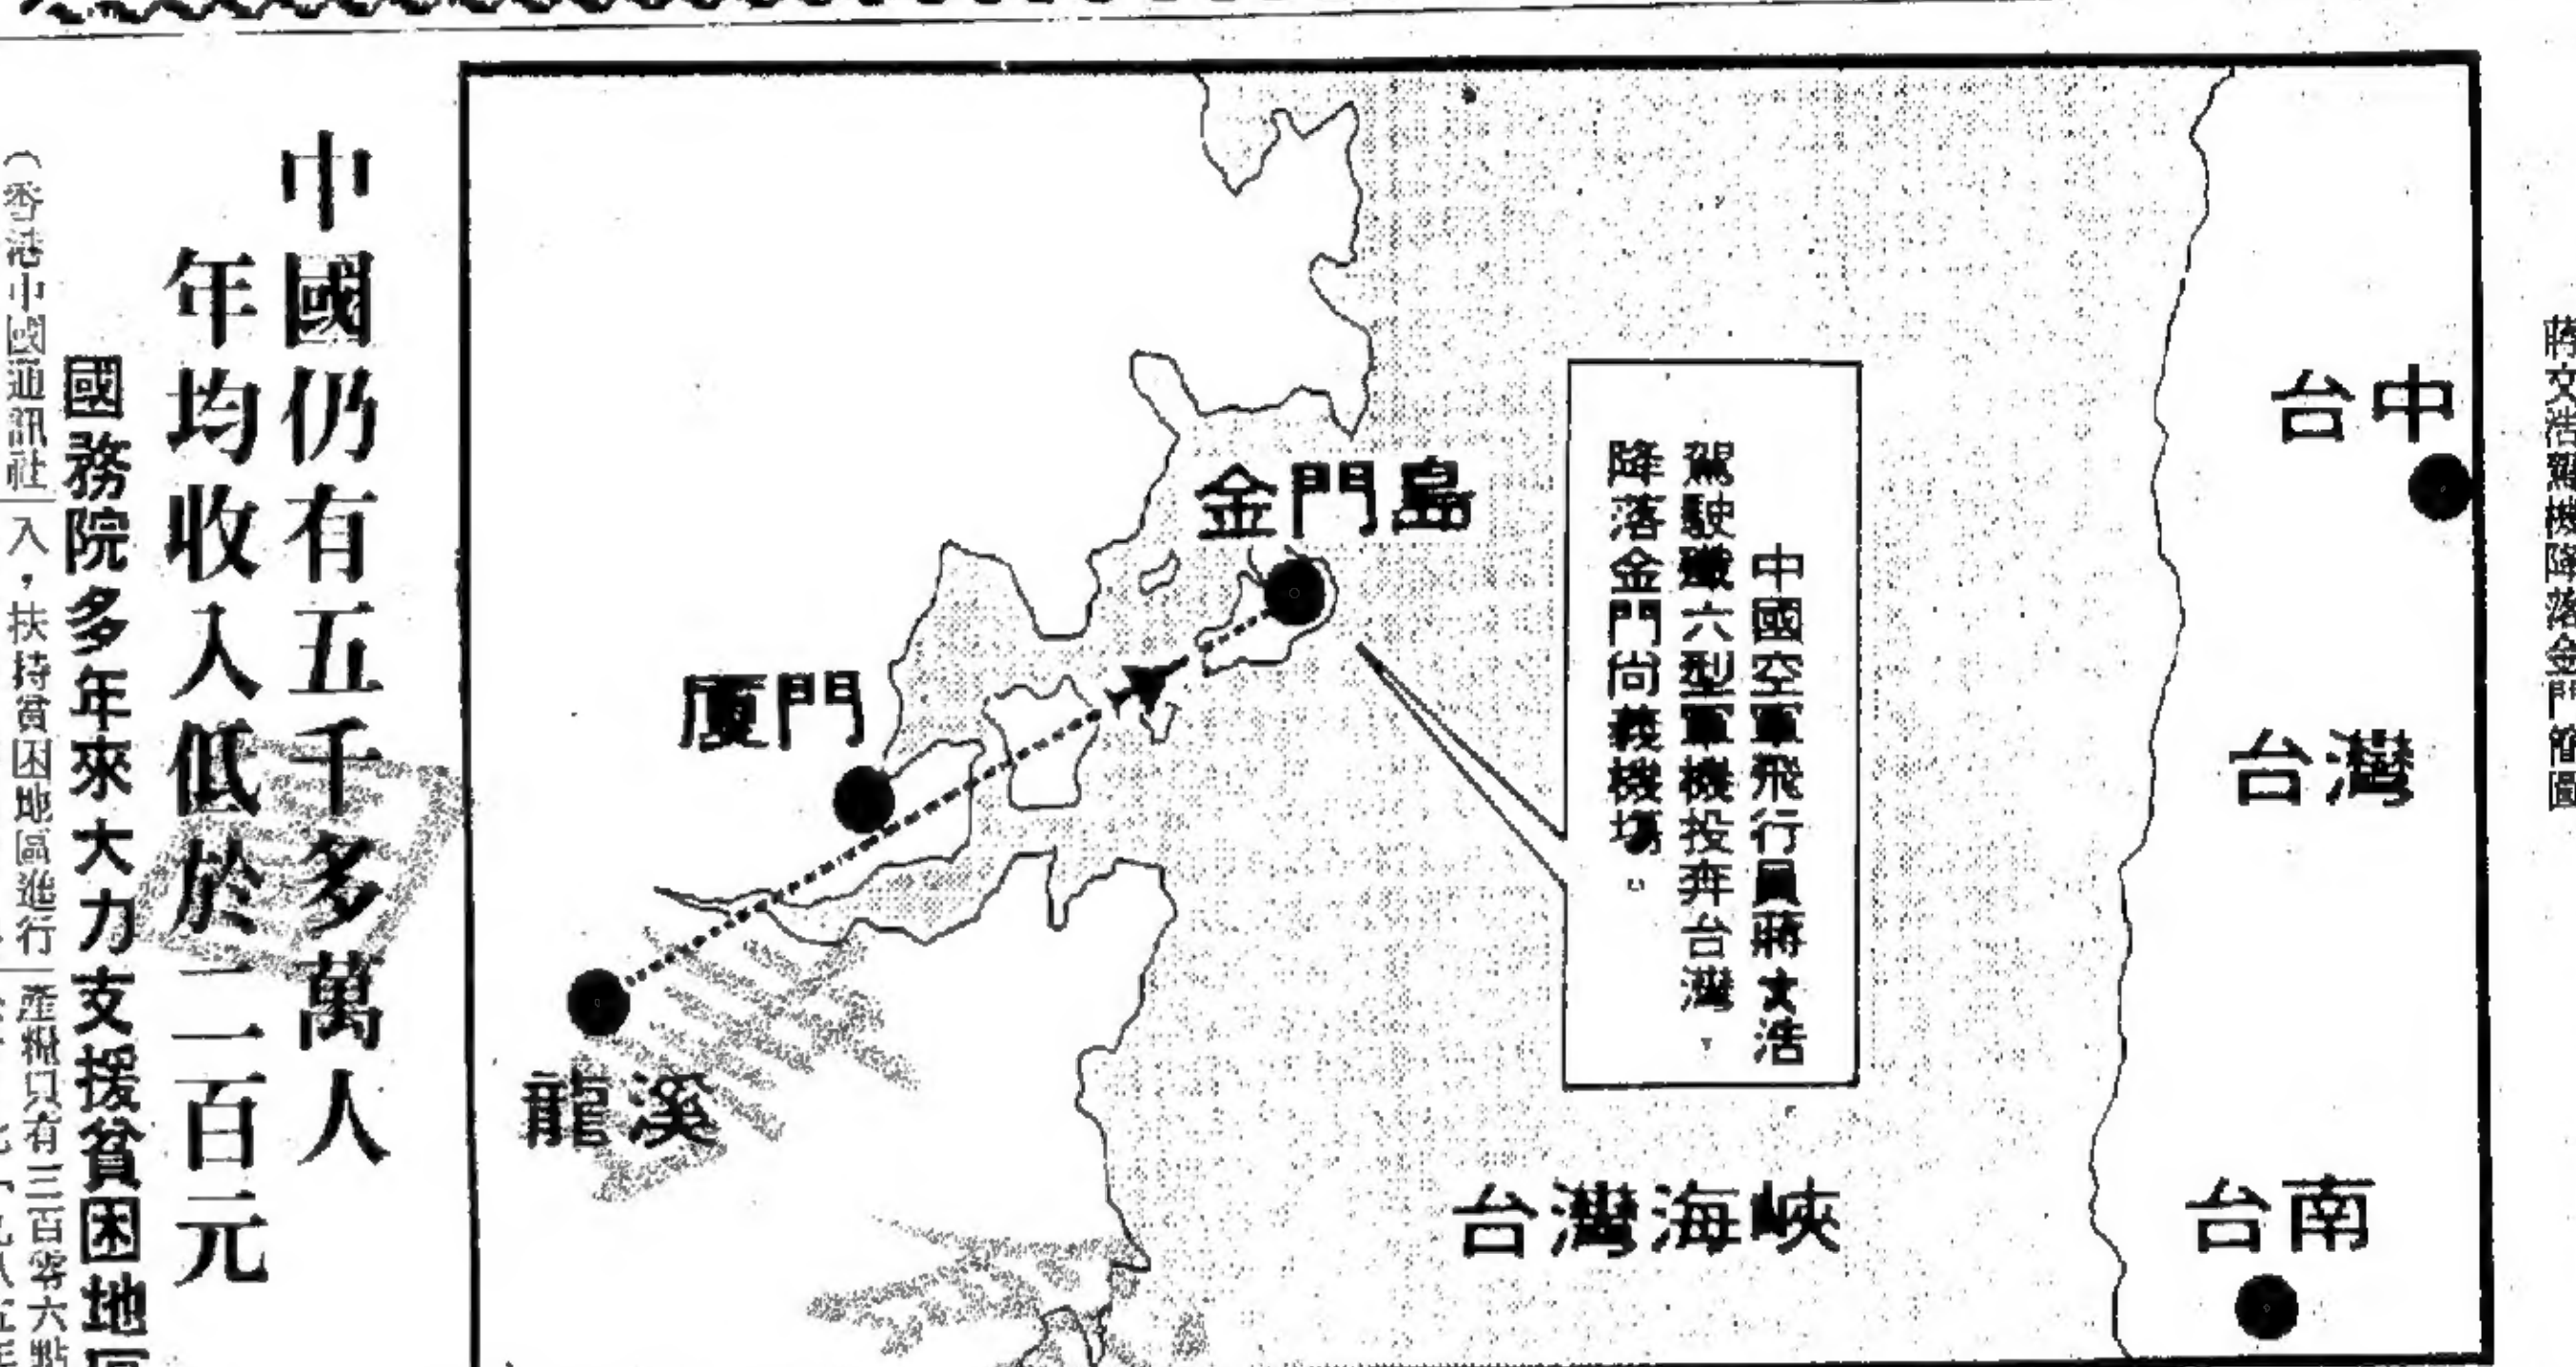 蔣文浩駕機降落金門簡圖
台中
台灣
台南
中國空軍飛行員蔣文浩
駕駛殲六型軍機投奔台灣，
降落金門尚義機場。
台灣海峽
金門島
厦門
龍溪
中國仍有五千多萬人
年均收入低於二百元
國務院多年來大力支援貧困地
（香港中國通訊社
入，扶持貧困地區進行
產糧只有三百零六點